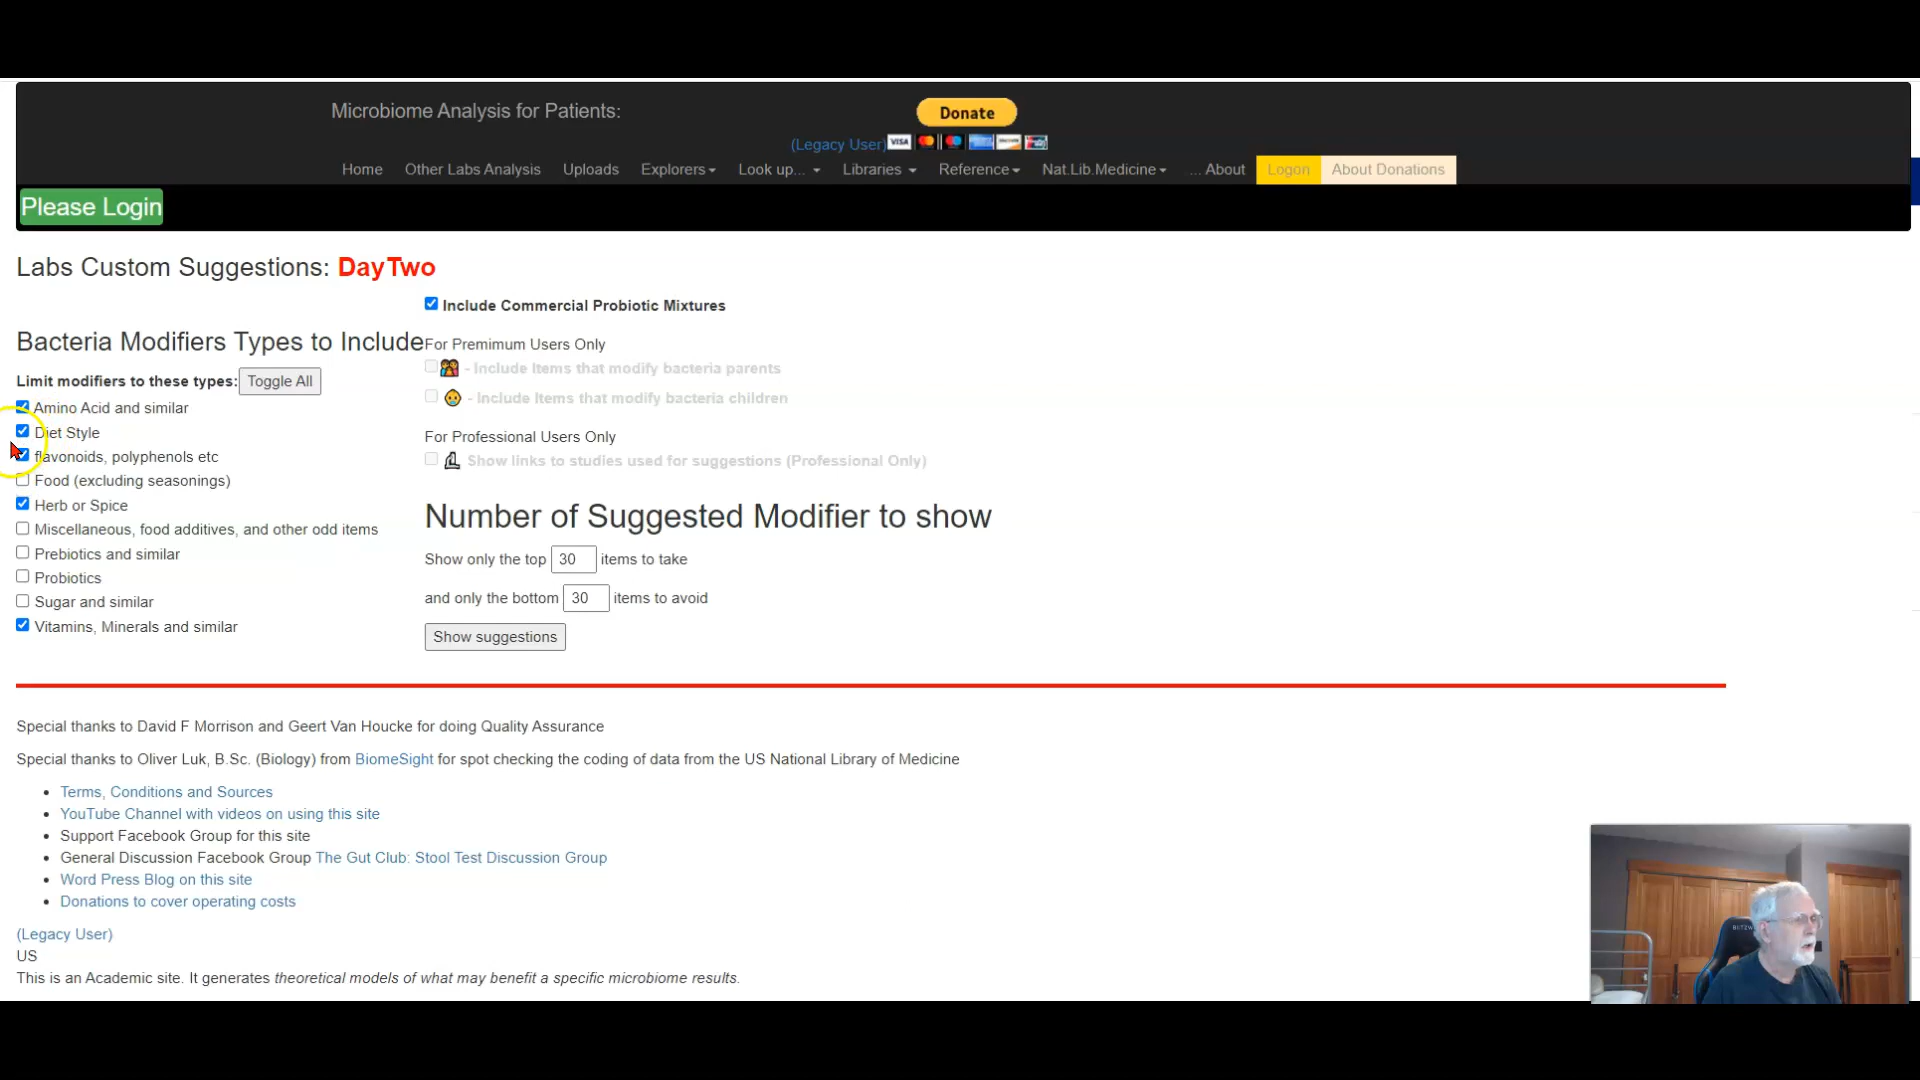 Microbiome Analysis for Patients:
Donate
(Legacy User)
Home Other Labs Analysis Uploads Explorers Look up... Libraries Reference Nat.Lib.Medicine ... About Logon About Donations
Please Login
Labs Custom Suggestions: DayTwo
Include Commercial Probiotic Mixtures
Bacteria Modifiers Types to Include
For Premimum Users Only
- Include Items that modify bacteria parents
Limit modifiers to these types: Toggle All
- Include Items that modify bacteria children
Amino Acid and similar
Diet Style
For Professional Users Only
flavonoids, polyphenols etc
Show links to studies used for suggestions (Professional Only)
Food (excluding seasonings)
Herb or Spice
Number of Suggested Modifier to show
Miscellaneous, food additives, and other odd items
Prebiotics and similar
Show only the top 30 items to take
Probiotics
Sugar and similar
and only the bottom 30 items to avoid
Vitamins, Minerals and similar
Show suggestions
Special thanks to David F Morrison and Geert Van Houcke for doing Quality Assurance
Special thanks to Oliver Luk, B.Sc. (Biology) from BiomeSight for spot checking the coding of data from the US National Library of Medicine
Terms, Conditions and Sources
YouTube Channel with videos on using this site
Support Facebook Group for this site
General Discussion Facebook Group The Gut Club: Stool Test Discussion Group
Word Press Blog on this site
Donations to cover operating costs
(Legacy User)
US
This is an Academic site. It generates theoretical models of what may benefit a specific microbiome results.